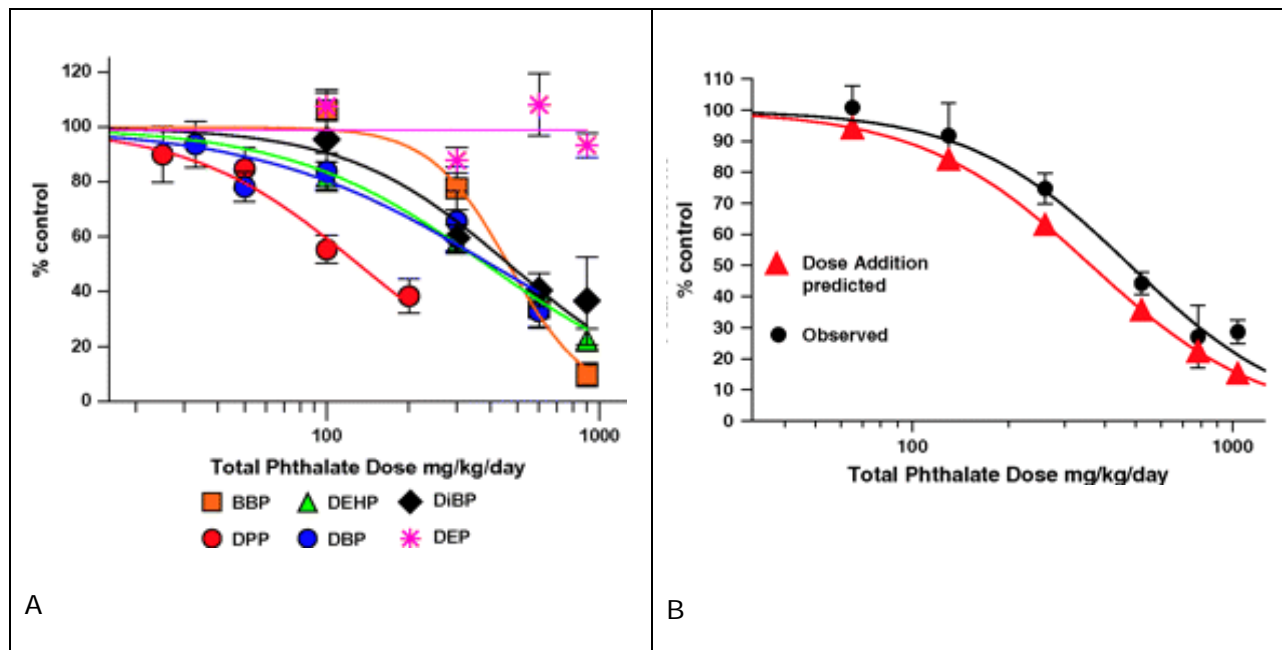 120
100
80
60
40
20
0
% control
100
1000
Total Phthalate Dose mg/kg/day
BBP DEHP DiBP
DPP DBP DEP
A
110
100
90
80
70
60
50
40
30
20
10
0
% control
Dose Addition
predicted
Observed
100
1000
Total Phthalate Dose mg/kg/day
B